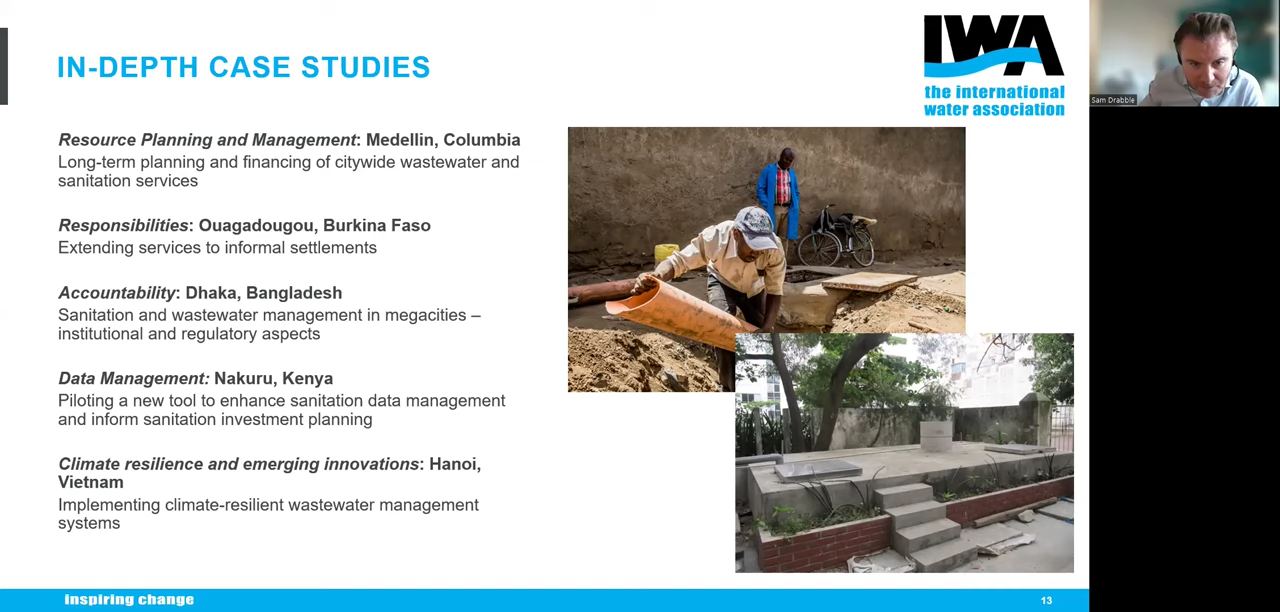 IN-DEPTH CASE STUDIES
IWA
the international
water association
Sam Drabble
Resource Planning and Management: Medellin, Columbia
Long-term planning and financing of citywide wastewater and
sanitation services
Responsibilities: Ouagadougou, Burkina Faso
Extending services to informal settlements
Accountability: Dhaka, Bangladesh
Sanitation and wastewater management in megacities –
institutional and regulatory aspects
Data Management: Nakuru, Kenya
Piloting a new tool to enhance sanitation data management
and inform sanitation investment planning
Climate resilience and emerging innovations: Hanoi,
Vietnam
Implementing climate-resilient wastewater management
systems
inspiring change
13